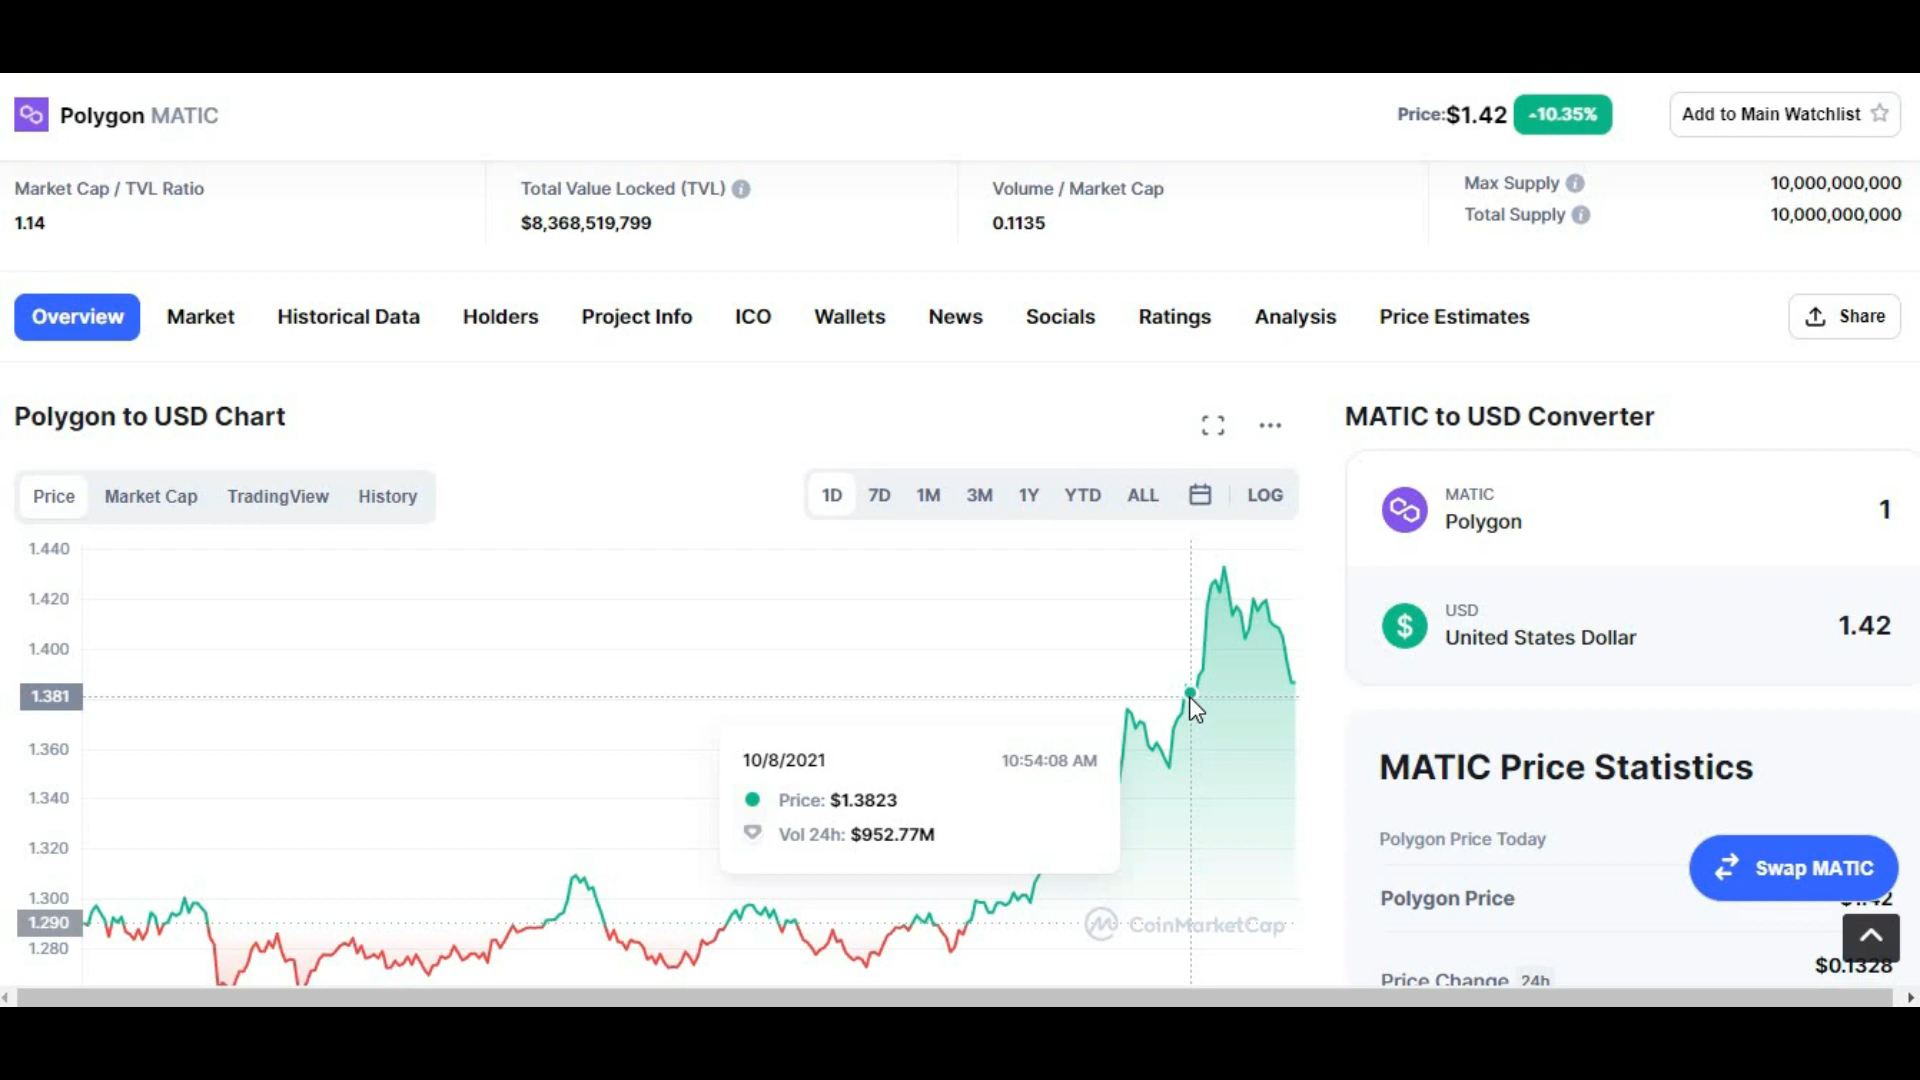 Polygon MATIC
Price:$1.42 10.35% Add to Main Watchlist
Market Cap / TVL Ratio
1.14
Total Value Locked (TVL)
$8,368,519,799
Volume / Market Cap
0.1135
Max Supply 10,000,000,000
Total Supply 10,000,000,000
Overview Market Historical Data Holders Project Info ICO Wallets News Socials Ratings Analysis Price Estimates Share
Polygon to USD Chart
Price Market Cap TradingView History
1D 7D 1M 3M 1Y YTD ALL LOG
1.440
1.420
1.400
1.381
1.360
1.340
1.320
1.300
1.290
1.280
10/8/2021 10:54:08 AM
Price: $1.3823
Vol 24h: $952.77M
CoinMarketCap
MATIC to USD Converter
MATIC
Polygon
1
USD
United States Dollar
1.42
MATIC Price Statistics
Polygon Price Today
Swap MATIC
Polygon Price
$0.1328
Price Change 24h